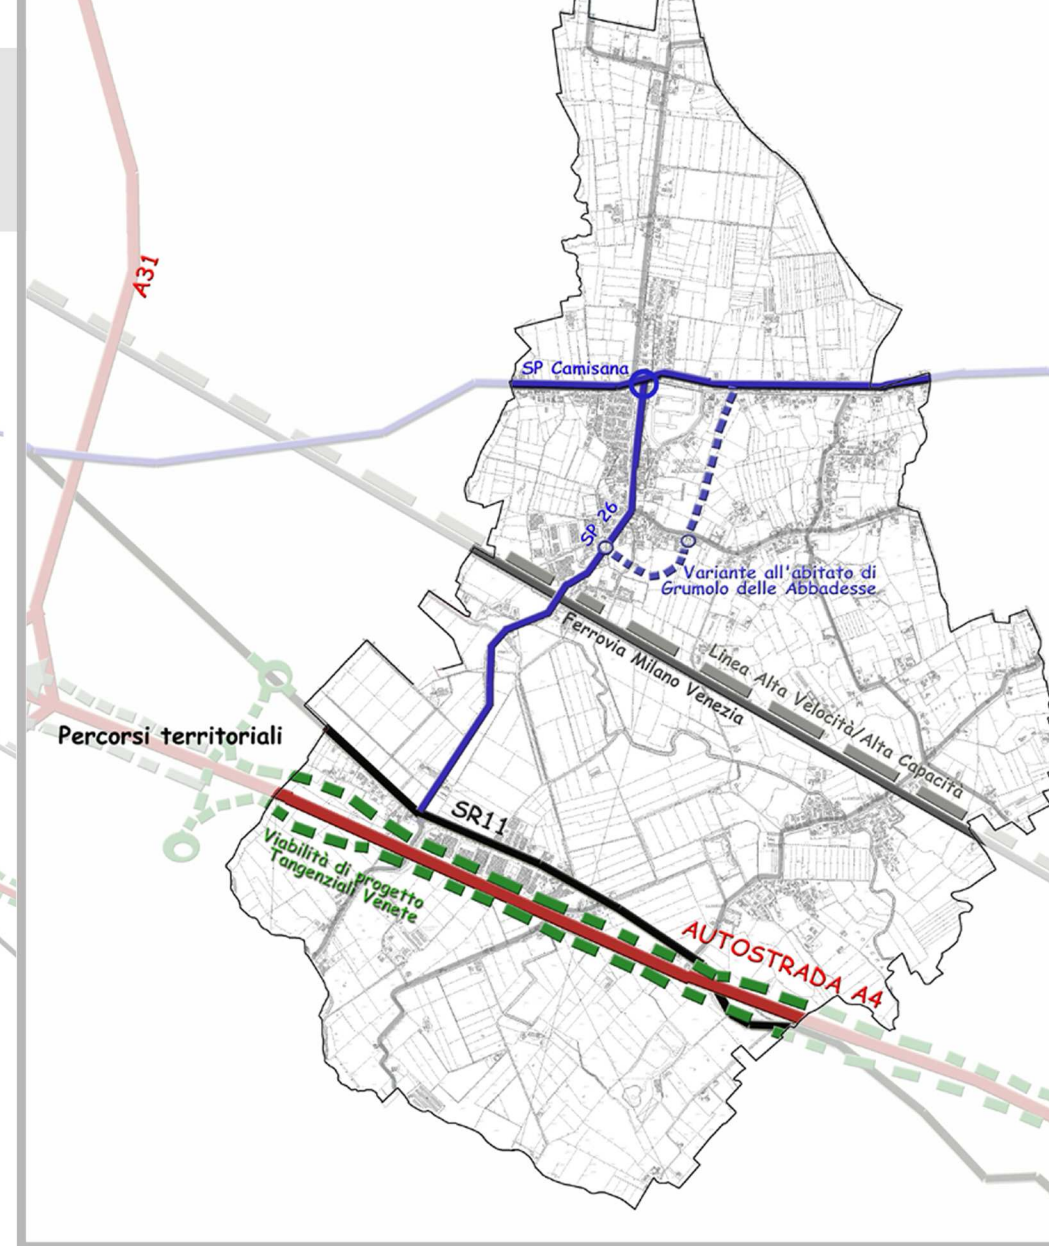 A31
SP Camisana
SP 26
Variante all'abitato di
Grumolo delle Abbadesse
Ferrovia Milano Venezia
Linea Alta Velocità/Alta Capacità
Percorsi territoriali
SR11
Viabilità di progetto
Tangenziali Venete
AUTOSTRADA A4